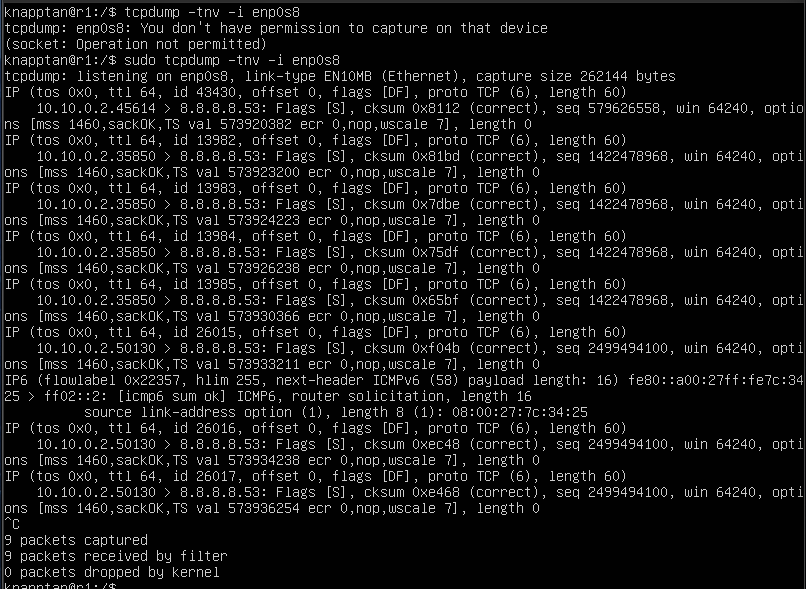 knapptan@r1:/$ tcpdump -tnv -i enp0s8
tcpdump: enp0s8: You don't have permission to capture on that device
(socket: Operation not permitted)
knapptan@r1:/$ sudo tcpdump -tnv -i enp0s8
tcpdump: listening on enp0s8, link-type EN10MB (Ethernet), capture size 262144 bytes
IP (tos 0x0, ttl 64, id 43430, offset 0, flags [DF], proto TCP (6), length 60)
    10.10.0.2.45614 > 8.8.8.8.53: Flags [S], cksum 0x8112 (correct), seq 579626558, win 64240, optio
ns [mss 1460,sackOK,TS val 573920382 ecr 0,nop,wscale 7], length 0
IP (tos 0x0, ttl 64, id 13982, offset 0, flags [DF], proto TCP (6), length 60)
    10.10.0.2.35850 > 8.8.8.8.53: Flags [S], cksum 0x81bd (correct), seq 1422478968, win 64240, opti
ons [mss 1460,sackOK,TS val 573923200 ecr 0,nop,wscale 7], length 0
IP (tos 0x0, ttl 64, id 13983, offset 0, flags [DF], proto TCP (6), length 60)
    10.10.0.2.35850 > 8.8.8.8.53: Flags [S], cksum 0x7dbe (correct), seq 1422478968, win 64240, opti
ons [mss 1460,sackOK,TS val 573924223 ecr 0,nop,wscale 7], length 0
IP (tos 0x0, ttl 64, id 13984, offset 0, flags [DF], proto TCP (6), length 60)
    10.10.0.2.35850 > 8.8.8.8.53: Flags [S], cksum 0x75df (correct), seq 1422478968, win 64240, opti
ons [mss 1460,sackOK,TS val 573926238 ecr 0,nop,wscale 7], length 0
IP (tos 0x0, ttl 64, id 13985, offset 0, flags [DF], proto TCP (6), length 60)
    10.10.0.2.35850 > 8.8.8.8.53: Flags [S], cksum 0x65bf (correct), seq 1422478968, win 64240, opti
ons [mss 1460,sackOK,TS val 573930366 ecr 0,nop,wscale 7], length 0
IP (tos 0x0, ttl 64, id 26015, offset 0, flags [DF], proto TCP (6), length 60)
    10.10.0.2.50130 > 8.8.8.8.53: Flags [S], cksum 0xf04b (correct), seq 2499494100, win 64240, opti
ons [mss 1460,sackOK,TS val 573933211 ecr 0,nop,wscale 7], length 0
IP6 (flowlabel 0x22357, hlim 255, next-header ICMPv6 (58) payload length: 16) fe80::a00:27ff:fe7c:34
25 > ff02::2: [icmp6 sum ok] ICMP6, router solicitation, length 16
          source link-address option (1), length 8 (1): 08:00:27:7c:34:25
IP (tos 0x0, ttl 64, id 26016, offset 0, flags [DF], proto TCP (6), length 60)
    10.10.0.2.50130 > 8.8.8.8.53: Flags [S], cksum 0xec48 (correct), seq 2499494100, win 64240, opti
ons [mss 1460,sackOK,TS val 573934238 ecr 0,nop,wscale 7], length 0
IP (tos 0x0, ttl 64, id 26017, offset 0, flags [DF], proto TCP (6), length 60)
    10.10.0.2.50130 > 8.8.8.8.53: Flags [S], cksum 0xe468 (correct), seq 2499494100, win 64240, opti
ons [mss 1460,sackOK,TS val 573936254 ecr 0,nop,wscale 7], length 0
^C
9 packets captured
9 packets received by filter
0 packets dropped by kernel
knapptan@r1:/$